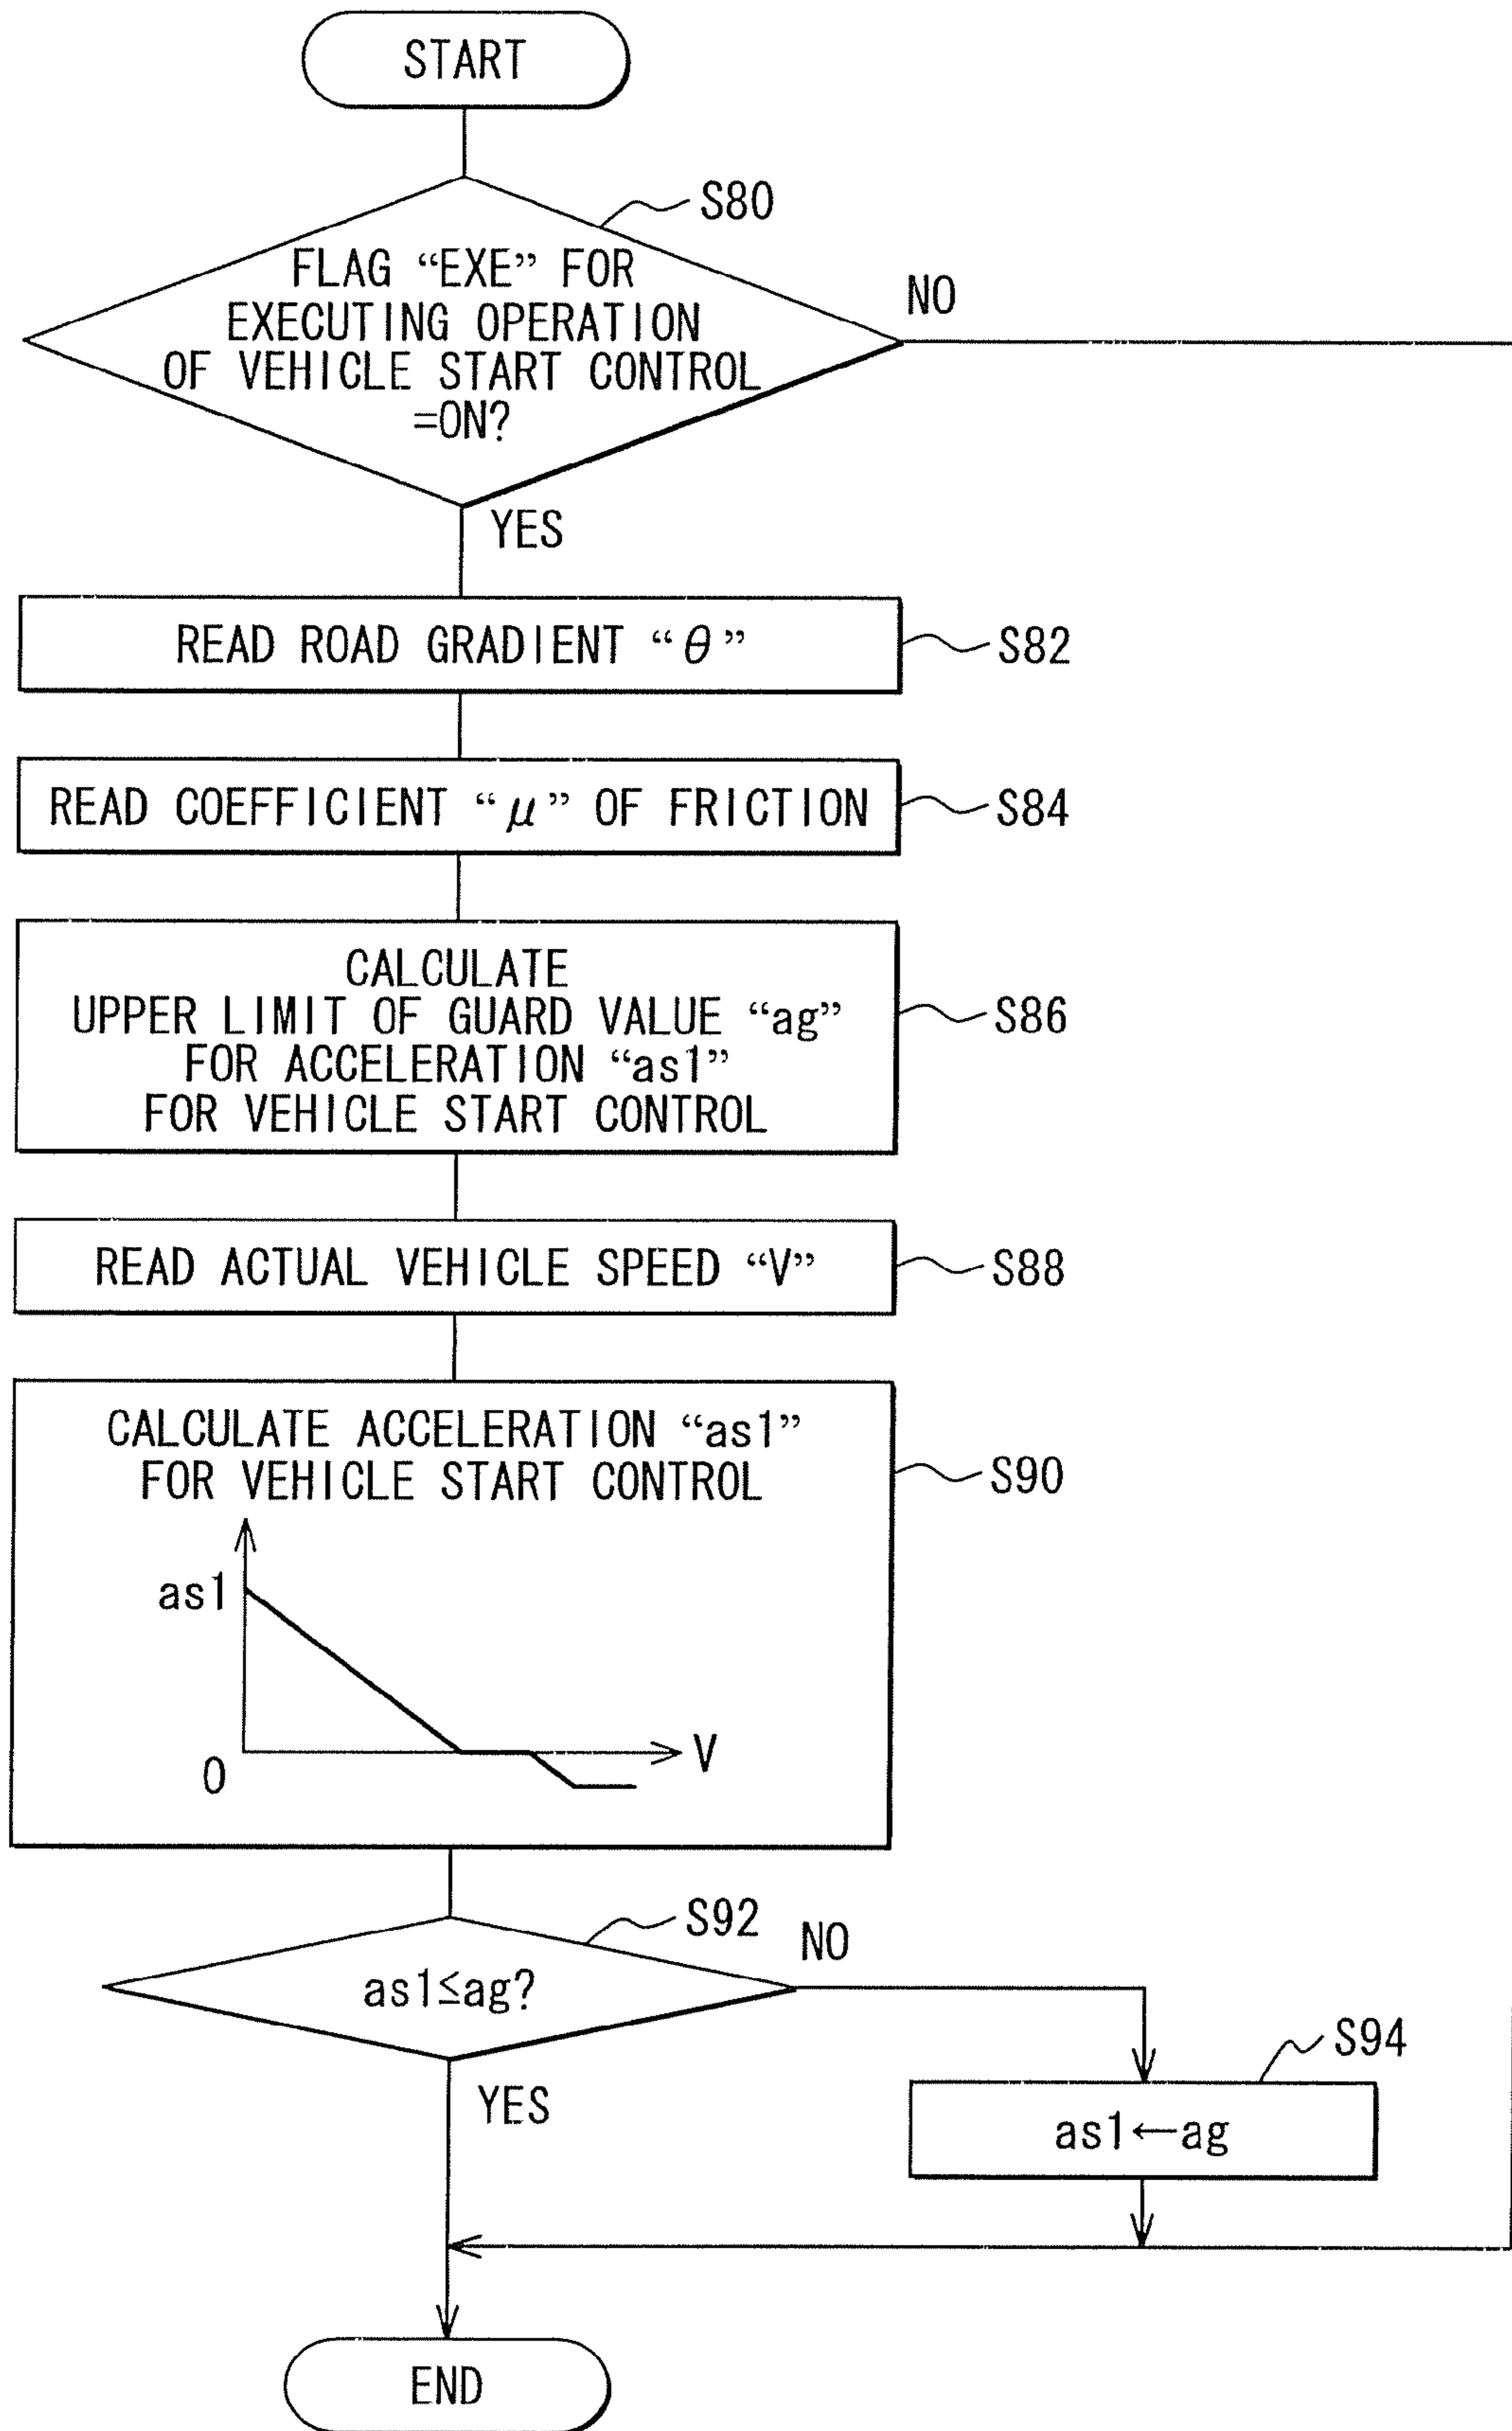 START
S80
FLAG “EXE” FOR
EXECUTING OPERATION
OF VEHICLE START CONTROL
=ON?
NO
YES
READ ROAD GRADIENT “θ”
S82
READ COEFFICIENT “μ” OF FRICTION
S84
CALCULATE
UPPER LIMIT OF GUARD VALUE “ag”
FOR ACCELERATION “as1”
FOR VEHICLE START CONTROL
S86
READ ACTUAL VEHICLE SPEED “V”
S88
CALCULATE ACCELERATION “as1”
FOR VEHICLE START CONTROL
S90
as1
0
V
S92
as1≤ag?
NO
YES
S94
as1←ag
END